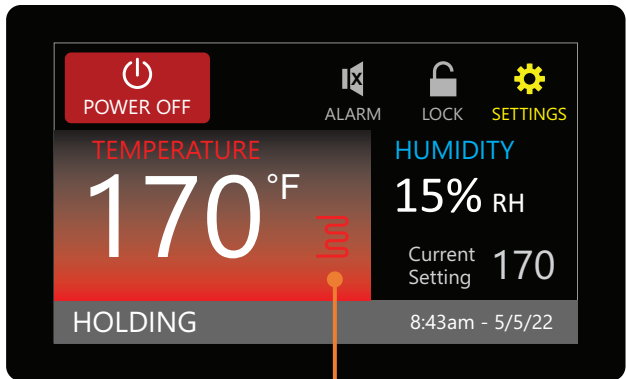 POWER OFF
ALARM
LOCK
SETTINGS
TEMPERATURE
170°F
HUMIDITY
15% RH
Current
Setting
170
HOLDING
8:43am - 5/5/22